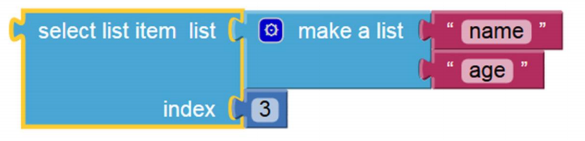 select list item list make a list “ name ”
“ age ”
index 3